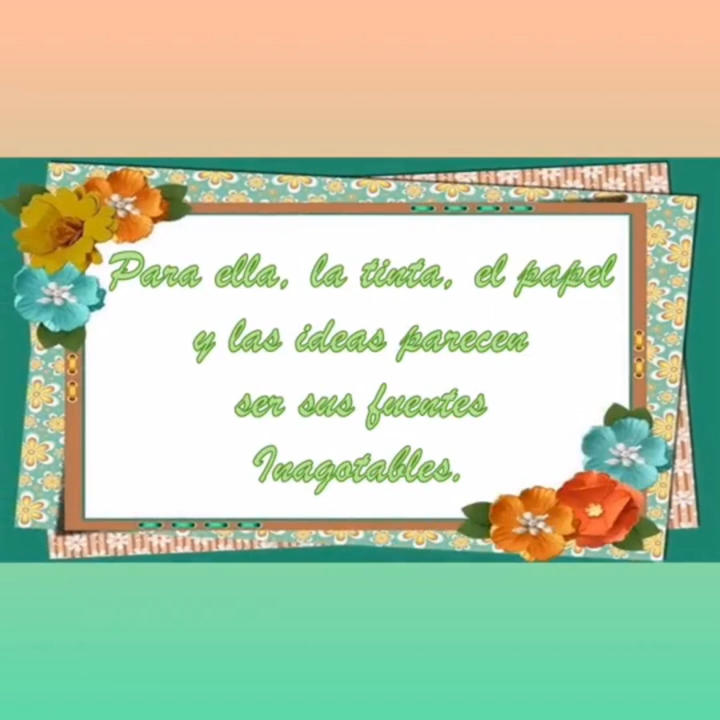 Para ella, la tinta, el papel
y las ideas parecen
ser sus fuentes
Inagotables.